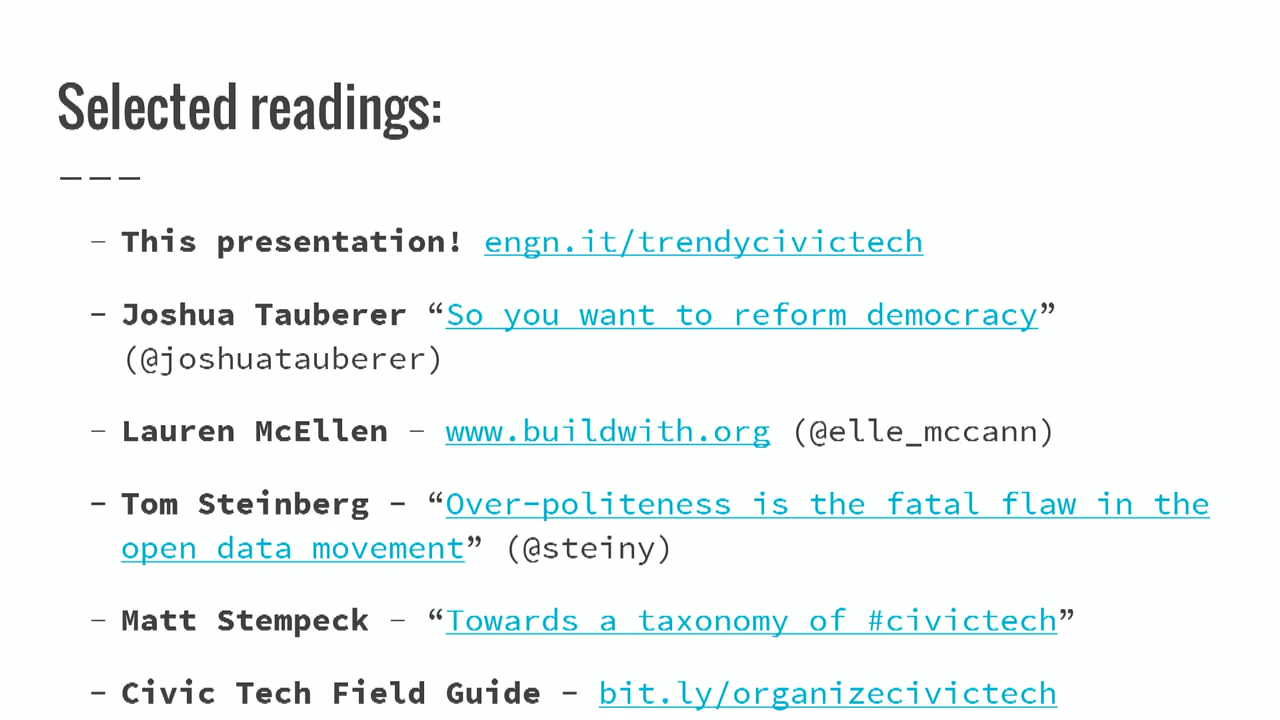 Selected readings:
– This presentation! engn.it/trendycivictech
– Joshua Tauberer “So you want to reform democracy”
(@joshuatauberer)
– Lauren McEllen – www.buildwith.org (@elle_mccann)
– Tom Steinberg – “Over-politeness is the fatal flaw in the
open data movement” (@steiny)
– Matt Stempeck – “Towards a taxonomy of #civictech”
– Civic Tech Field Guide – bit.ly/organizecivictech